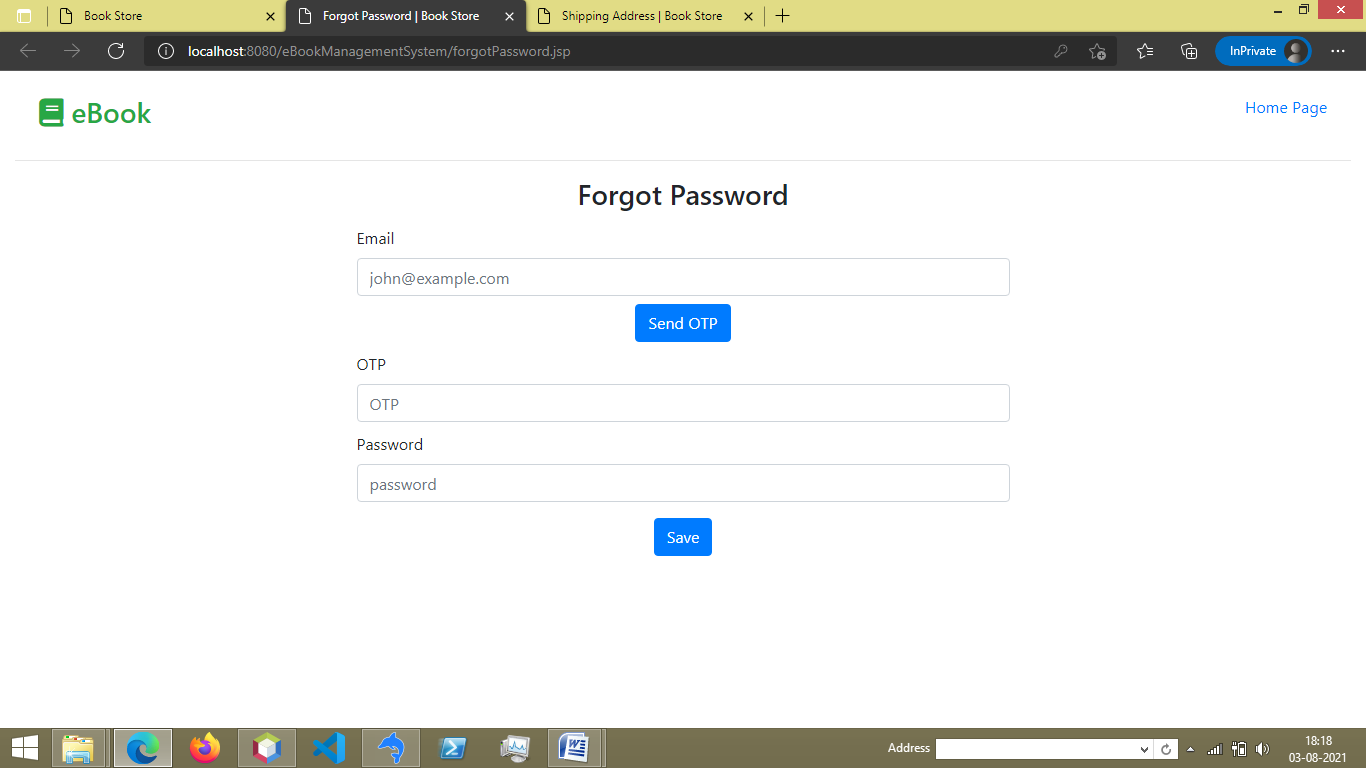 Book Store
Forgot Password | Book Store
Shipping Address | Book Store
localhost:8080/eBookManagementSystem/forgotPassword.jsp
InPrivate
eBook
Home Page
Forgot Password
Email
john@example.com
Send OTP
OTP
OTP
Password
password
Save
Address
18:18
03-08-2021